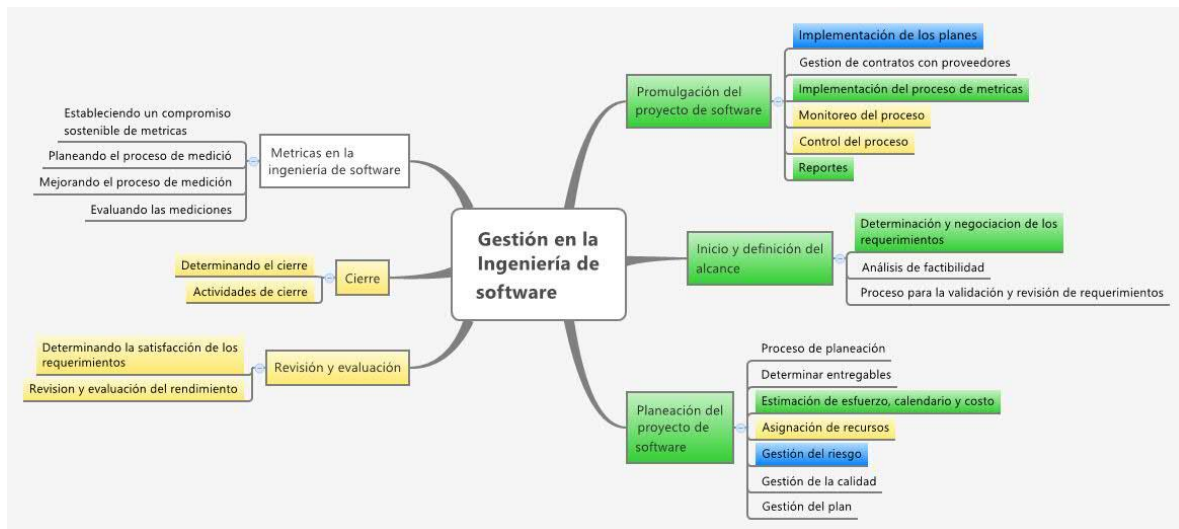 Gestión en la
Ingeniería de
software
Promulgación del
proyecto de software
Implementación de los planes
Gestion de contratos con proveedores
Implementación del proceso de metricas
Monitoreo del proceso
Control del proceso
Reportes
Inicio y definición del
alcance
Determinación y negociacion de los
requerimientos
Análisis de factibilidad
Proceso para la validación y revisión de requerimientos
Planeación del
proyecto de
software
Proceso de planeación
Determinar entregables
Estimación de esfuerzo, calendario y costo
Asignación de recursos
Gestión del riesgo
Gestión de la calidad
Gestión del plan
Metricas en la
ingeniería de software
Estableciendo un compromiso
sostenible de metricas
Planeando el proceso de medició
Mejorando el proceso de medición
Evaluando las mediciones
Cierre
Determinando el cierre
Actividades de cierre
Revisión y evaluación
Determinando la satisfacción de los
requerimientos
Revision y evaluación del rendimiento